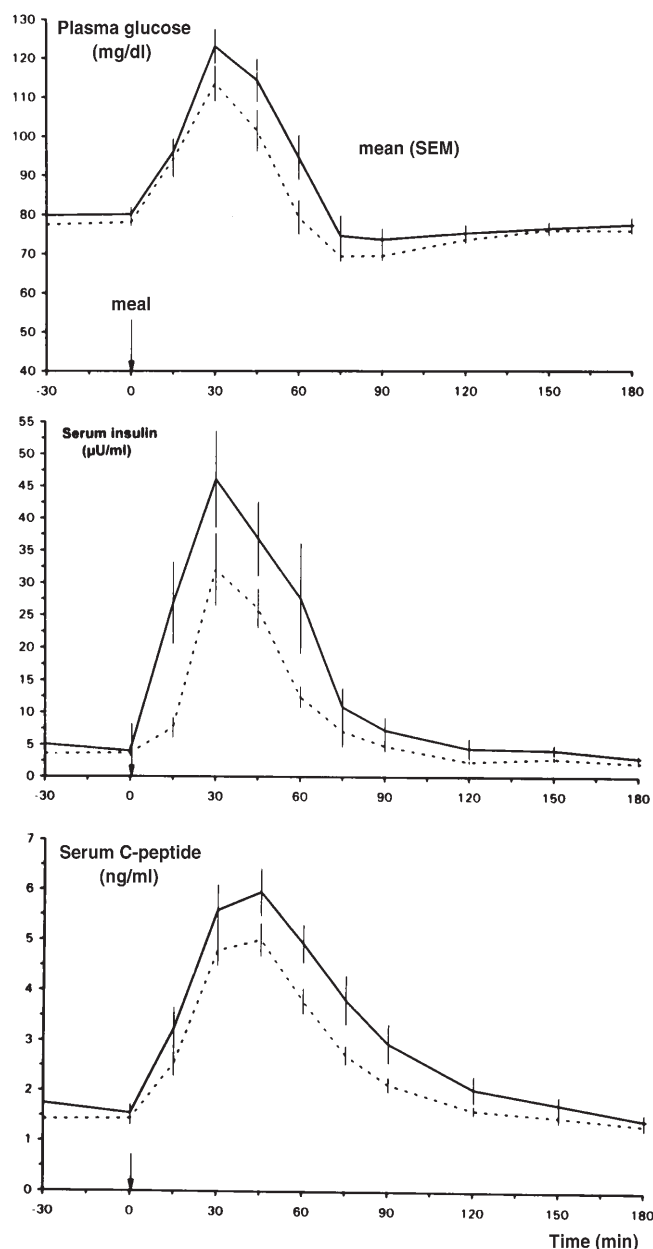 130
Plasma glucose
(mg/dl)
120
110
100
mean (SEM)
90
80
70
60
meal
50
40
-30 0 30 60 90 120 150 180
55
Serum insulin
(µU/ml)
50
45
40
35
30
25
20
15
10
5
0
-30 0 30 60 90 120 150 180
7
Serum C-peptide
(ng/ml)
6
5
4
3
2
1
0
-30 0 30 60 90 120 150 180
Time (min)